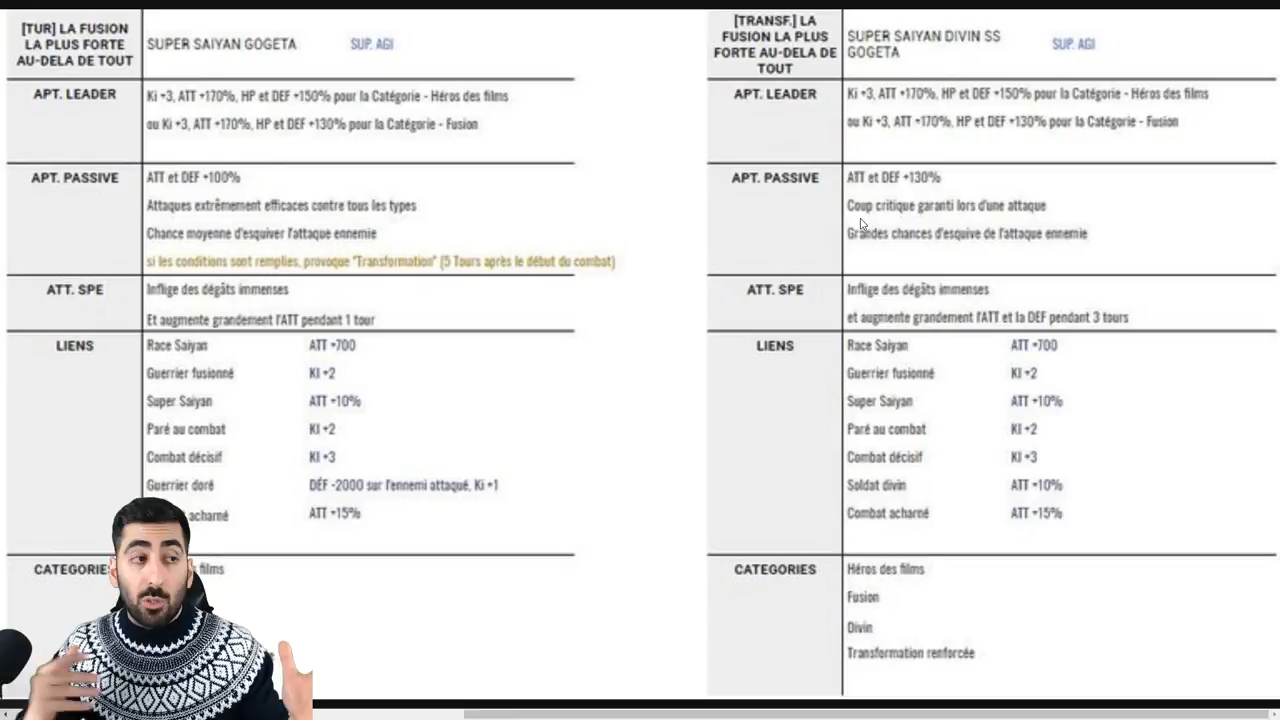 [TUR] LA FUSION
LA PLUS FORTE
AU-DELA DE TOUT
SUPER SAIYAN GOGETA
SUP. AGI
APT. LEADER
Ki +3, ATT +170%, HP et DEF +150% pour la Catégorie - Héros des films
ou Ki +3, ATT +170%, HP et DEF +130% pour la Catégorie - Fusion
APT. PASSIVE
ATT et DEF +100%
Attaques extrêmement efficaces contre tous les types
Chance moyenne d'esquiver l'attaque ennemie
si les conditions sont remplies, provoque "Transformation" (5 Tours après le début du combat)
ATT. SPE
Inflige des dégâts immenses
Et augmente grandement l'ATT pendant 1 tour
LIENS
Race Saiyan ATT +700
Guerrier fusionné KI +2
Super Saiyan ATT +10%
Paré au combat KI +2
Combat décisif KI +3
Guerrier doré DÉF -2000 sur l'ennemi attaqué, Ki +1
acharné ATT +15%
CATEGORIE
films
[TRANSF.] LA
FUSION LA PLUS
FORTE AU-DELA DE
TOUT
SUPER SAIYAN DIVIN SS
GOGETA
SUP. AGI
APT. LEADER
Ki +3, ATT +170%, HP et DEF +150% pour la Catégorie - Héros des films
ou Ki +3, ATT +170%, HP et DEF +130% pour la Catégorie - Fusion
APT. PASSIVE
ATT et DEF +130%
Coup critique garanti lors d'une attaque
Grandes chances d'esquive de l'attaque ennemie
ATT. SPE
Inflige des dégâts immenses
et augmente grandement l'ATT et la DEF pendant 3 tours
LIENS
Race Saiyan ATT +700
Guerrier fusionné KI +2
Super Saiyan ATT +10%
Paré au combat KI +2
Combat décisif KI +3
Soldat divin ATT +10%
Combat acharné ATT +15%
CATEGORIES
Héros des films
Fusion
Divin
Transformation renforcée